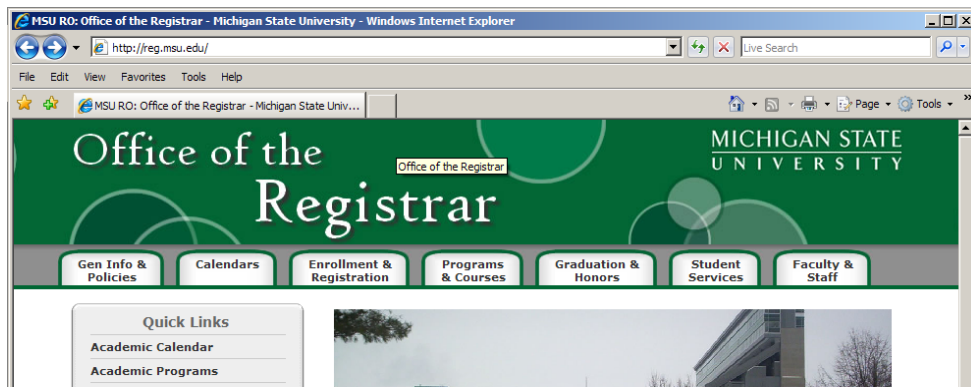 MSU RO: Office of the Registrar - Michigan State University - Windows Internet Explorer
http://reg.msu.edu/
Live Search
File Edit View Favorites Tools Help
MSU RO: Office of the Registrar - Michigan State Univ...
Page Tools »
Office of the
Registrar
Office of the Registrar
MICHIGAN STATE
UNIVERSITY
Gen Info &
Policies
Calendars
Enrollment &
Registration
Programs
& Courses
Graduation &
Honors
Student
Services
Faculty &
Staff
Quick Links
Academic Calendar
Academic Programs